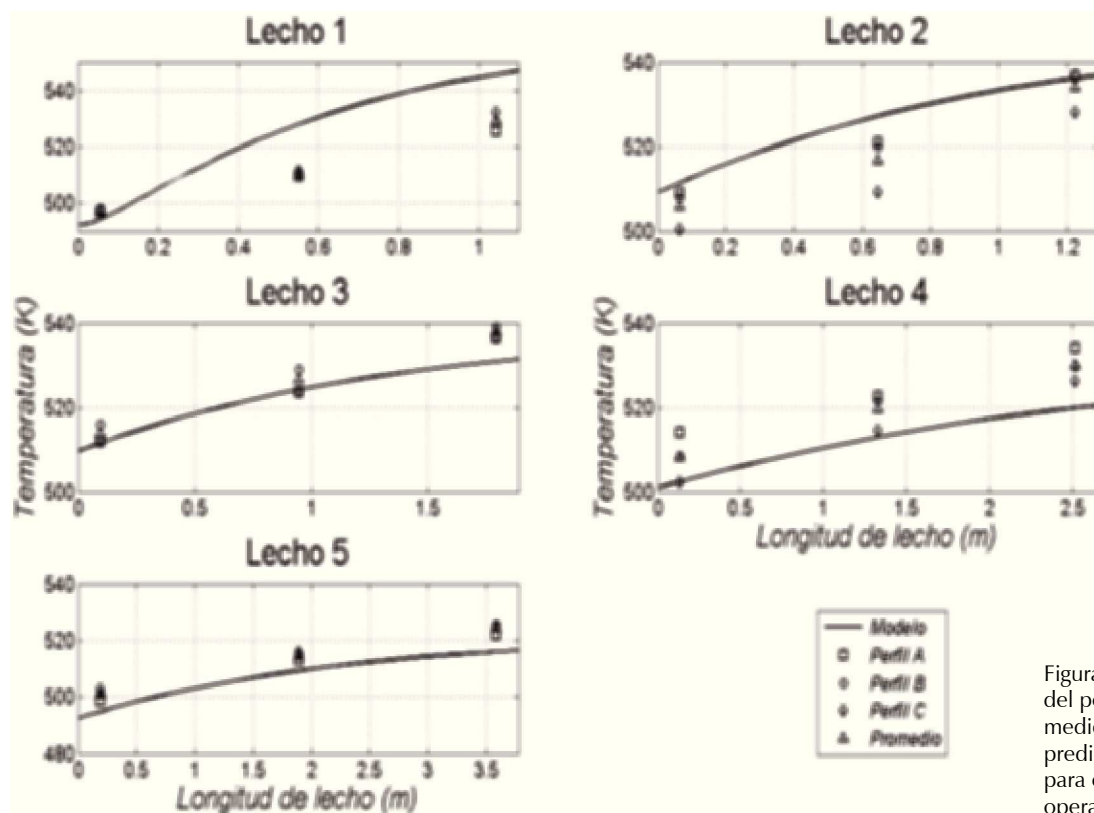 Lecho 1
540
520
500
0 0.2 0.4 0.6 0.8 1
Lecho 2
540
520
500
0 0.2 0.4 0.6 0.8 1 1.2
Lecho 3
Temperatura (K)
540
520
500
0 0.5 1 1.5
Lecho 4
Temperatura (K)
540
520
500
0 0.5 1 1.5 2 2.5
Longitud de lecho (m)
Lecho 5
540
520
500
480
0 0.5 1 1.5 2 2.5 3 3.5
Longitud de lecho (m)
Modelo
Perfil A
Perfil B
Perfil C
Promedio
Figura
del pe
medic
predi
para
opera